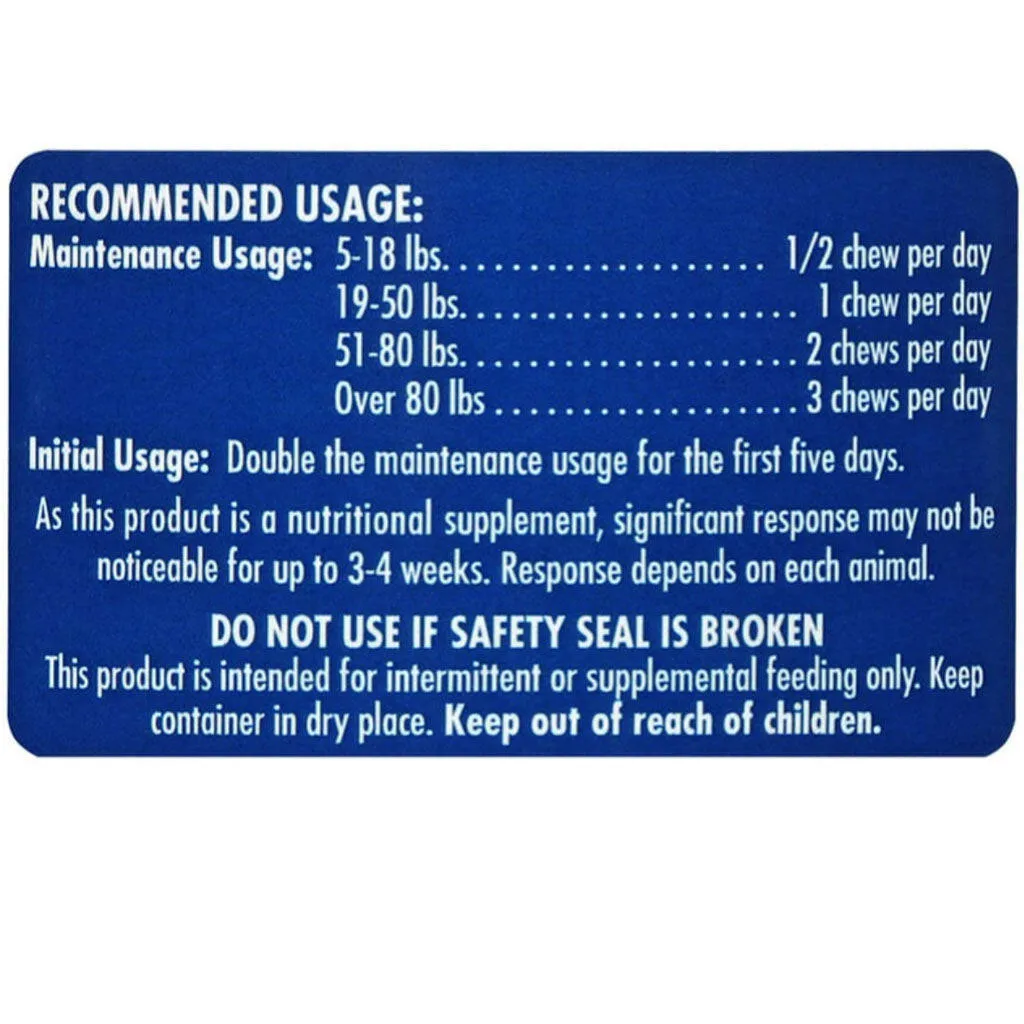 RECOMMENDED USAGE:
Maintenance Usage: 5-18 lbs. . . . . . . . . . . . . . . . . . . . 1/2 chew per day
19-50 lbs. . . . . . . . . . . . . . . . . . . . . . 1 chew per day
51-80 lbs. . . . . . . . . . . . . . . . . . . . . . 2 chews per day
Over 80 lbs . . . . . . . . . . . . . . . . . . . . 3 chews per day
Initial Usage: Double the maintenance usage for the first five days.
As this product is a nutritional supplement, significant response may not be
noticeable for up to 3-4 weeks. Response depends on each animal.
DO NOT USE IF SAFETY SEAL IS BROKEN
This product is intended for intermittent or supplemental feeding only. Keep
container in dry place. Keep out of reach of children.